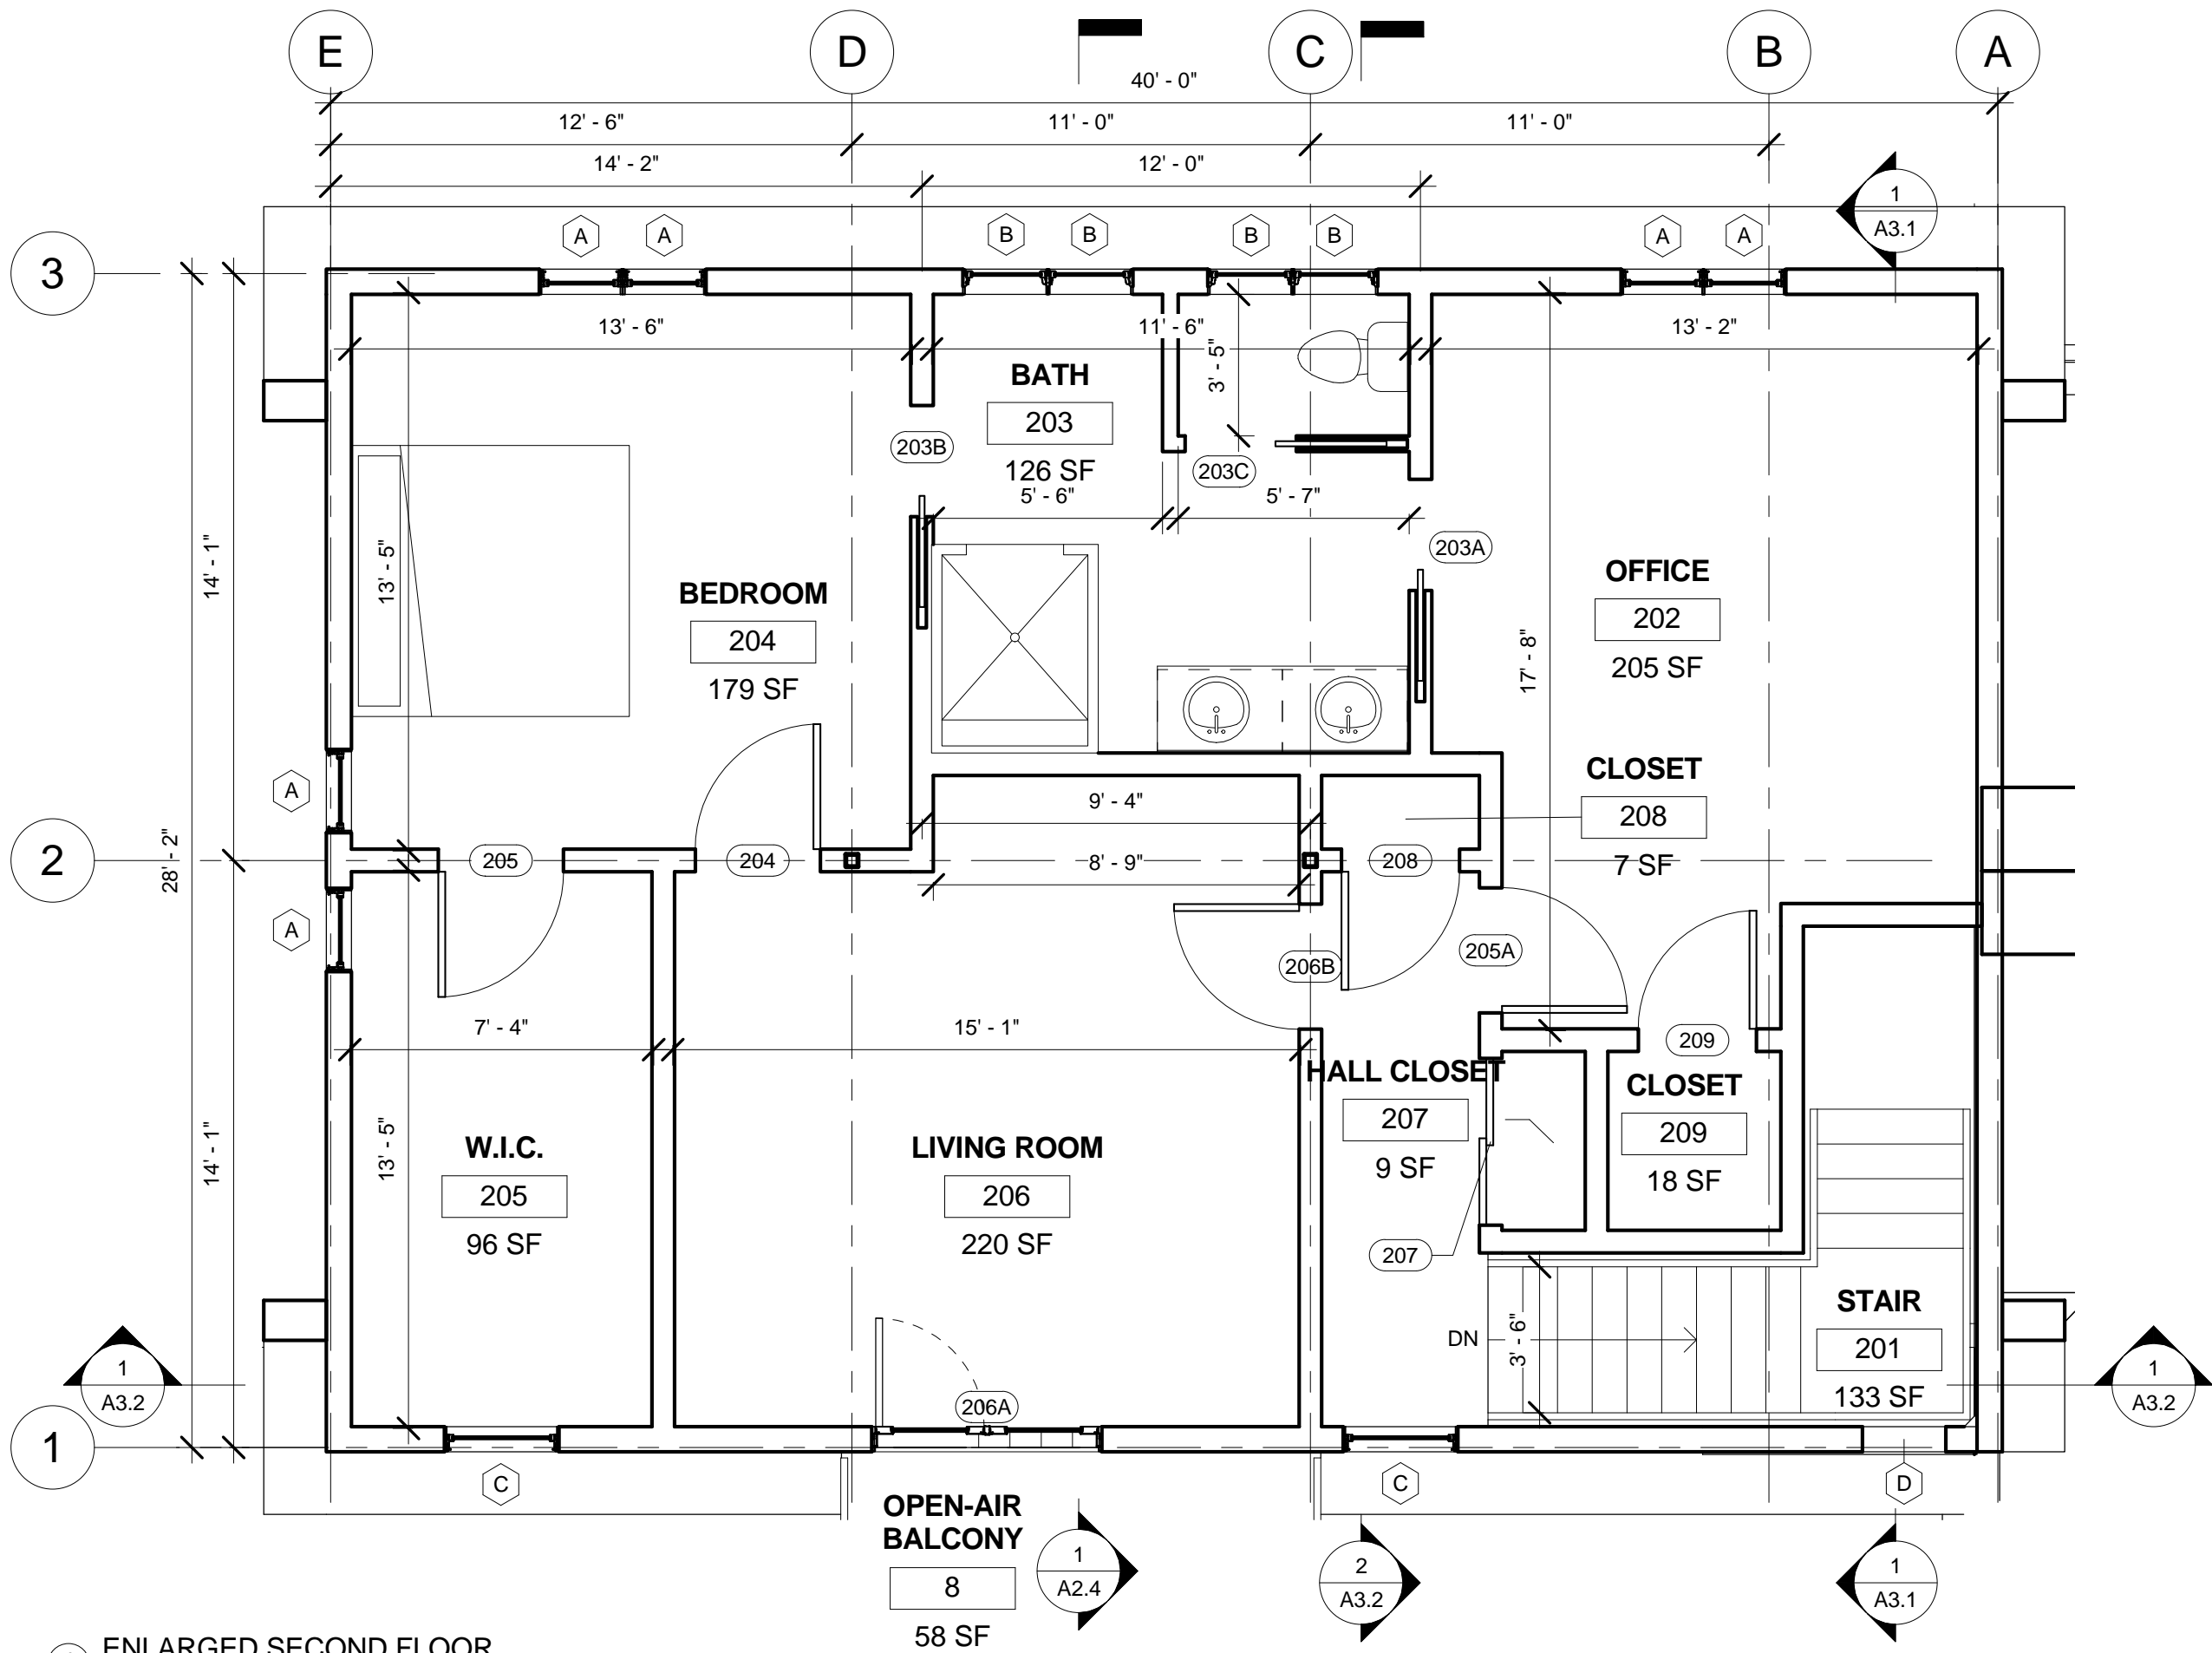 E
D
C
B
A
40' - 0"
12' - 6"
11' - 0"
11' - 0"
14' - 2"
12' - 0"
1
A3.1
A
A
B
B
B
B
A
A
3
13' - 6"
11' - 6"
13' - 2"
3' - 5"
BATH
203
126 SF
203B
203C
5' - 6"
5' - 7"
203A
14' - 1"
13' - 5"
BEDROOM
204
179 SF
OFFICE
202
205 SF
17' - 8"
CLOSET
208
7 SF
A
9' - 4"
2
28' - 2"
205
204
8' - 9"
208
A
206B
205A
7' - 4"
15' - 1"
209
HALL CLOSET
207
9 SF
CLOSET
209
18 SF
14' - 1"
13' - 5"
W.I.C.
205
96 SF
LIVING ROOM
206
220 SF
207
STAIR
201
133 SF
DN
3' - 6"
1
A3.2
1
A3.2
206A
1
C
C
D
OPEN-AIR
BALCONY
8
58 SF
1
A2.4
2
A3.2
1
A3.1
ENLARGED SECOND FLOOR